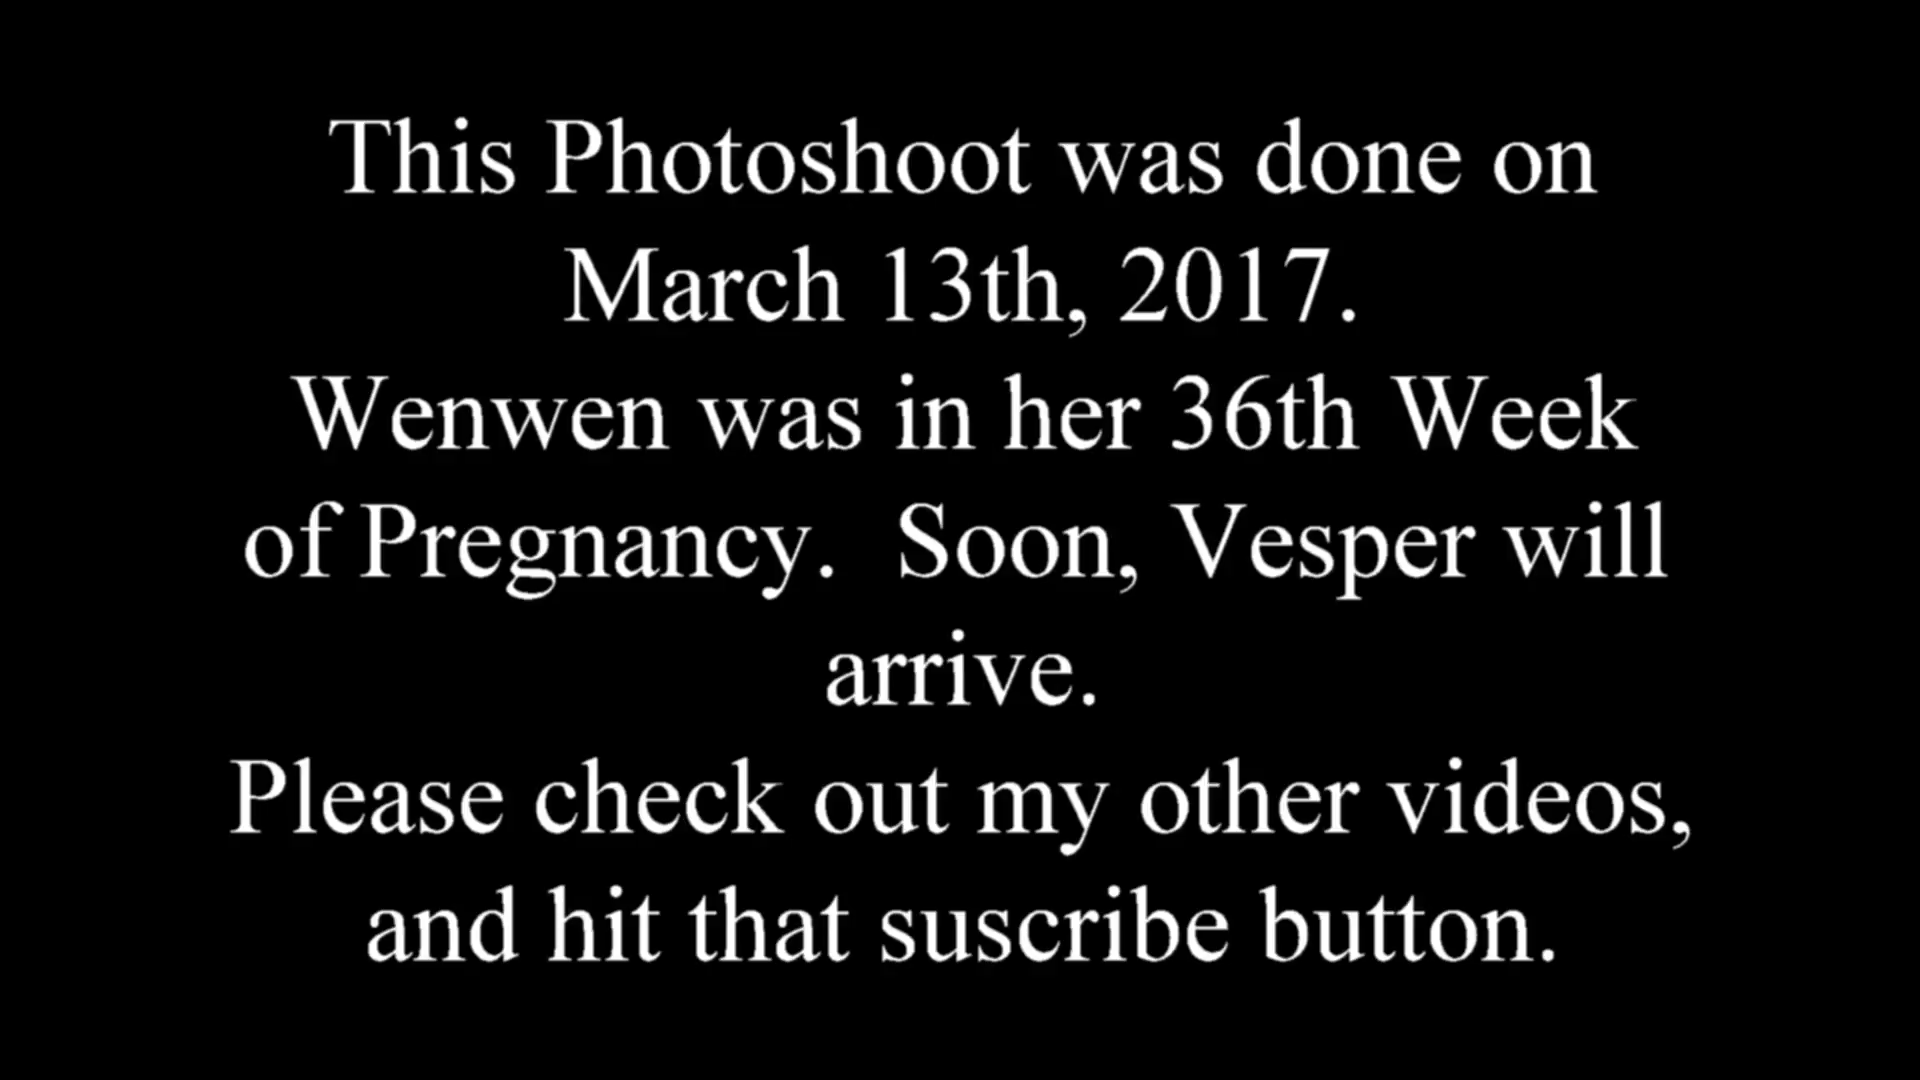 This Photoshoot was done on
March 13th, 2017.
Wenwen was in her 36th Week
of Pregnancy.  Soon, Vesper will
arrive.
Please check out my other videos,
and hit that suscribe button.